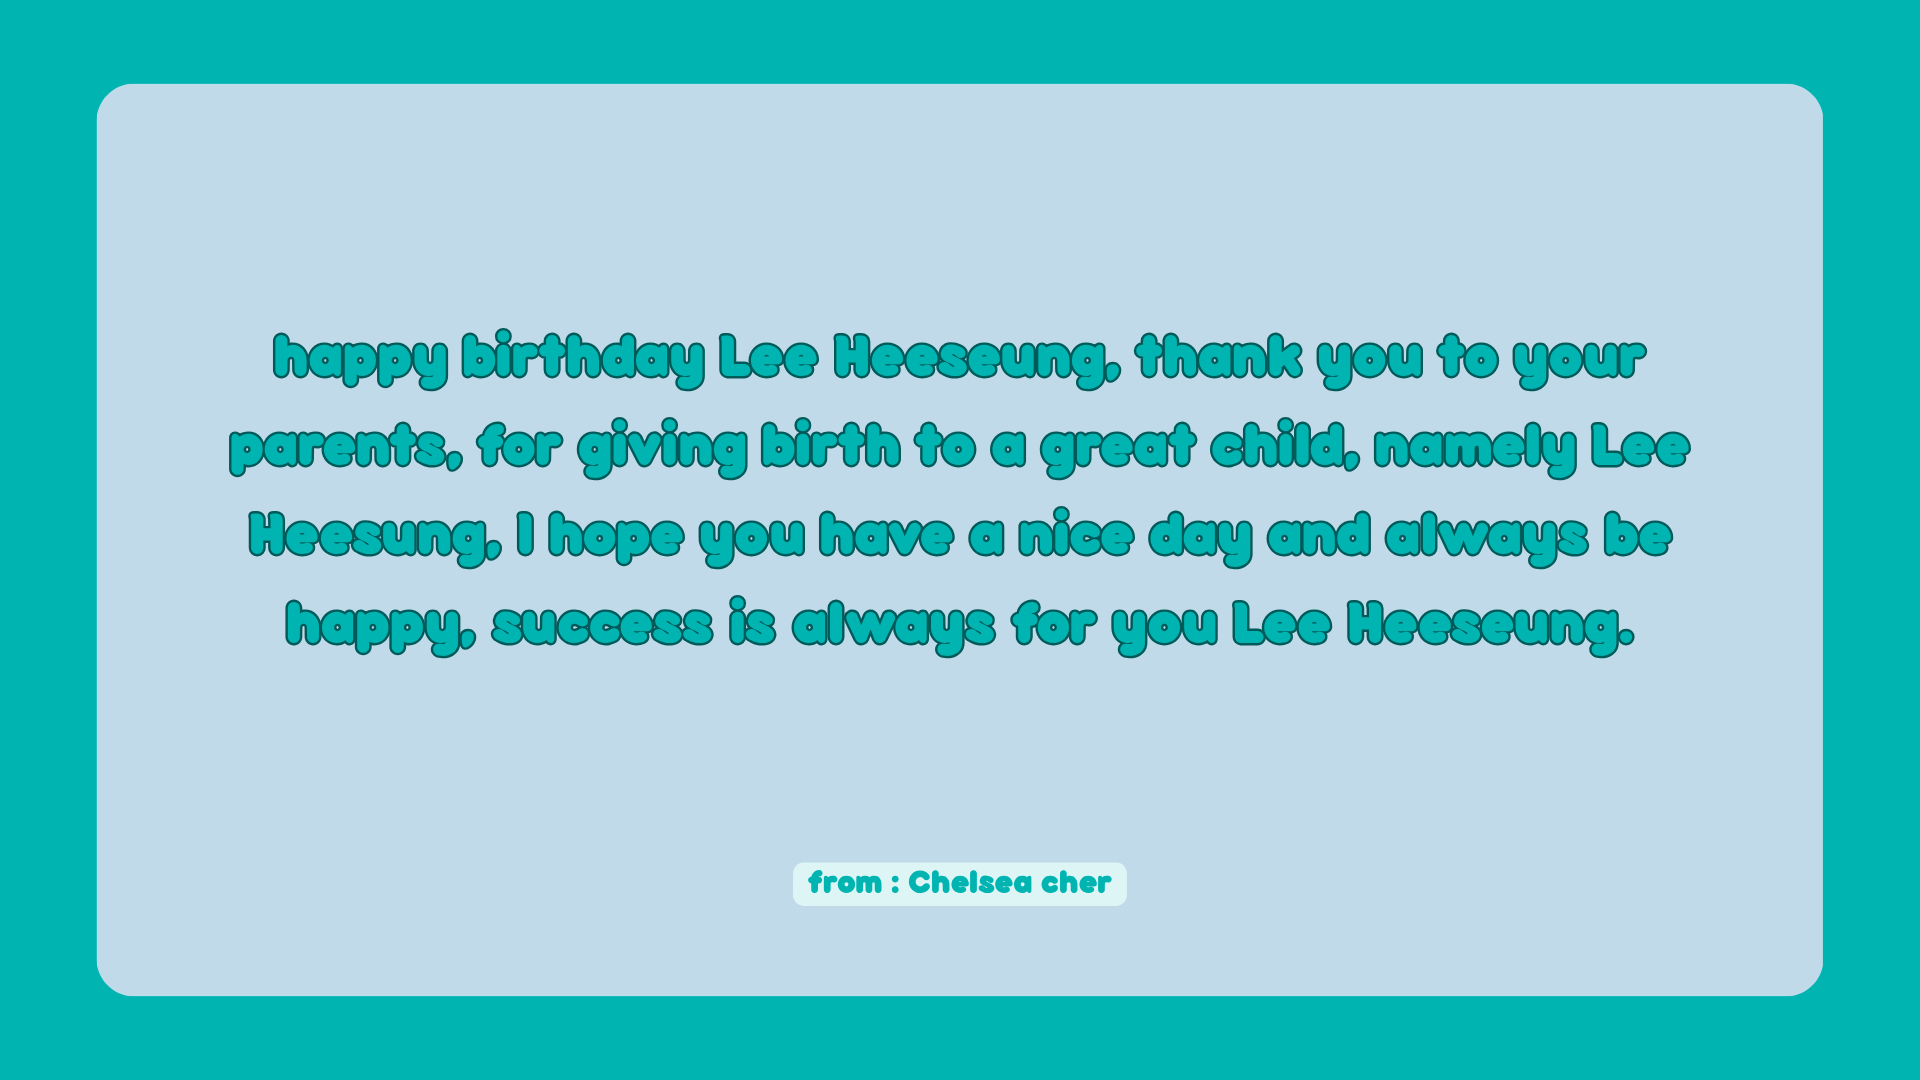 happy birthday Lee Heeseung, thank you to your
parents, for giving birth to a great child, namely Lee
Heesung, I hope you have a nice day and always be
happy, success is always for you Lee Heeseung.
from : Chelsea cher